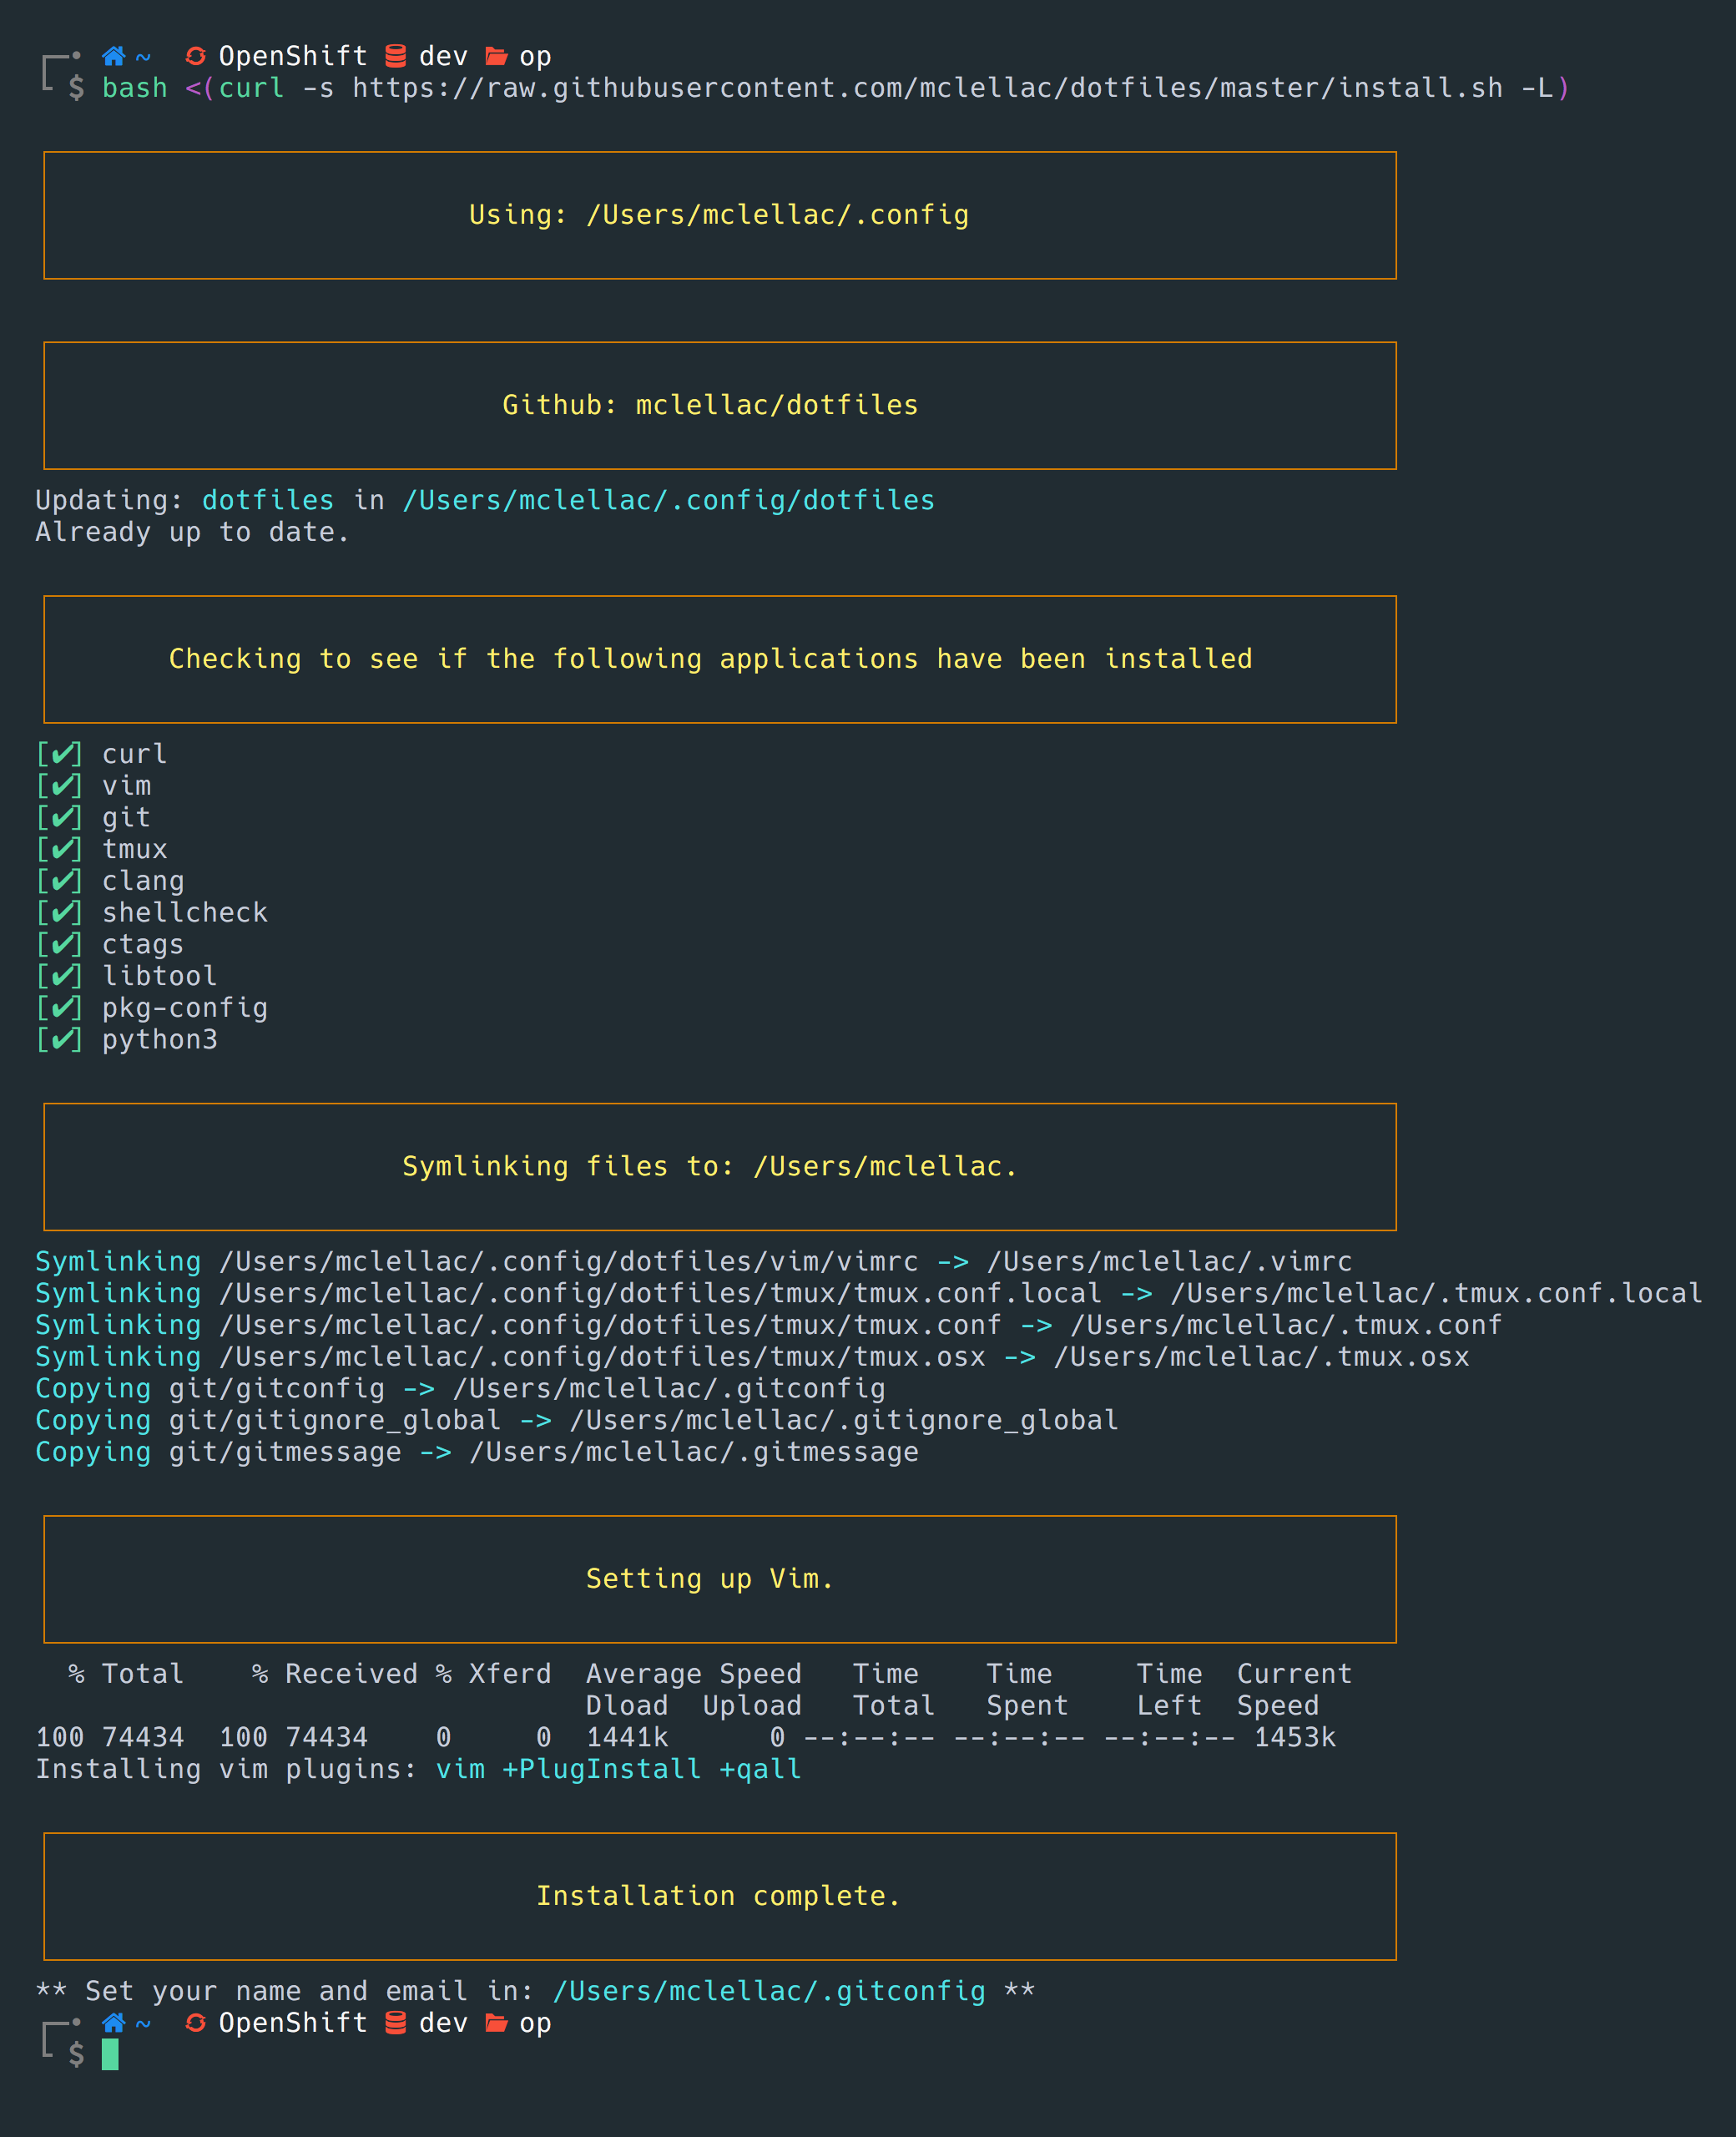 ~ OpenShift dev op
$ bash <(curl -s https://raw.githubusercontent.com/mclellac/dotfiles/master/install.sh -L)
Using: /Users/mclellac/.config
Github: mclellac/dotfiles
Updating: dotfiles in /Users/mclellac/.config/dotfiles
Already up to date.
Checking to see if the following applications have been installed
[✔] curl
[✔] vim
[✔] git
[✔] tmux
[✔] clang
[✔] shellcheck
[✔] ctags
[✔] libtool
[✔] pkg-config
[✔] python3
Symlinking files to: /Users/mclellac.
Symlinking /Users/mclellac/.config/dotfiles/vim/vimrc -> /Users/mclellac/.vimrc
Symlinking /Users/mclellac/.config/dotfiles/tmux/tmux.conf.local -> /Users/mclellac/.tmux.conf.local
Symlinking /Users/mclellac/.config/dotfiles/tmux/tmux.conf -> /Users/mclellac/.tmux.conf
Symlinking /Users/mclellac/.config/dotfiles/tmux/tmux.osx -> /Users/mclellac/.tmux.osx
Copying git/gitconfig -> /Users/mclellac/.gitconfig
Copying git/gitignore_global -> /Users/mclellac/.gitignore_global
Copying git/gitmessage -> /Users/mclellac/.gitmessage
Setting up Vim.
  % Total    % Received % Xferd  Average Speed   Time    Time     Time  Current
                                 Dload  Upload   Total   Spent    Left  Speed
100 74434  100 74434    0     0  1441k      0 --:--:-- --:--:-- --:--:-- 1453k
Installing vim plugins: vim +PlugInstall +qall
Installation complete.
** Set your name and email in: /Users/mclellac/.gitconfig **
~ OpenShift dev op
$